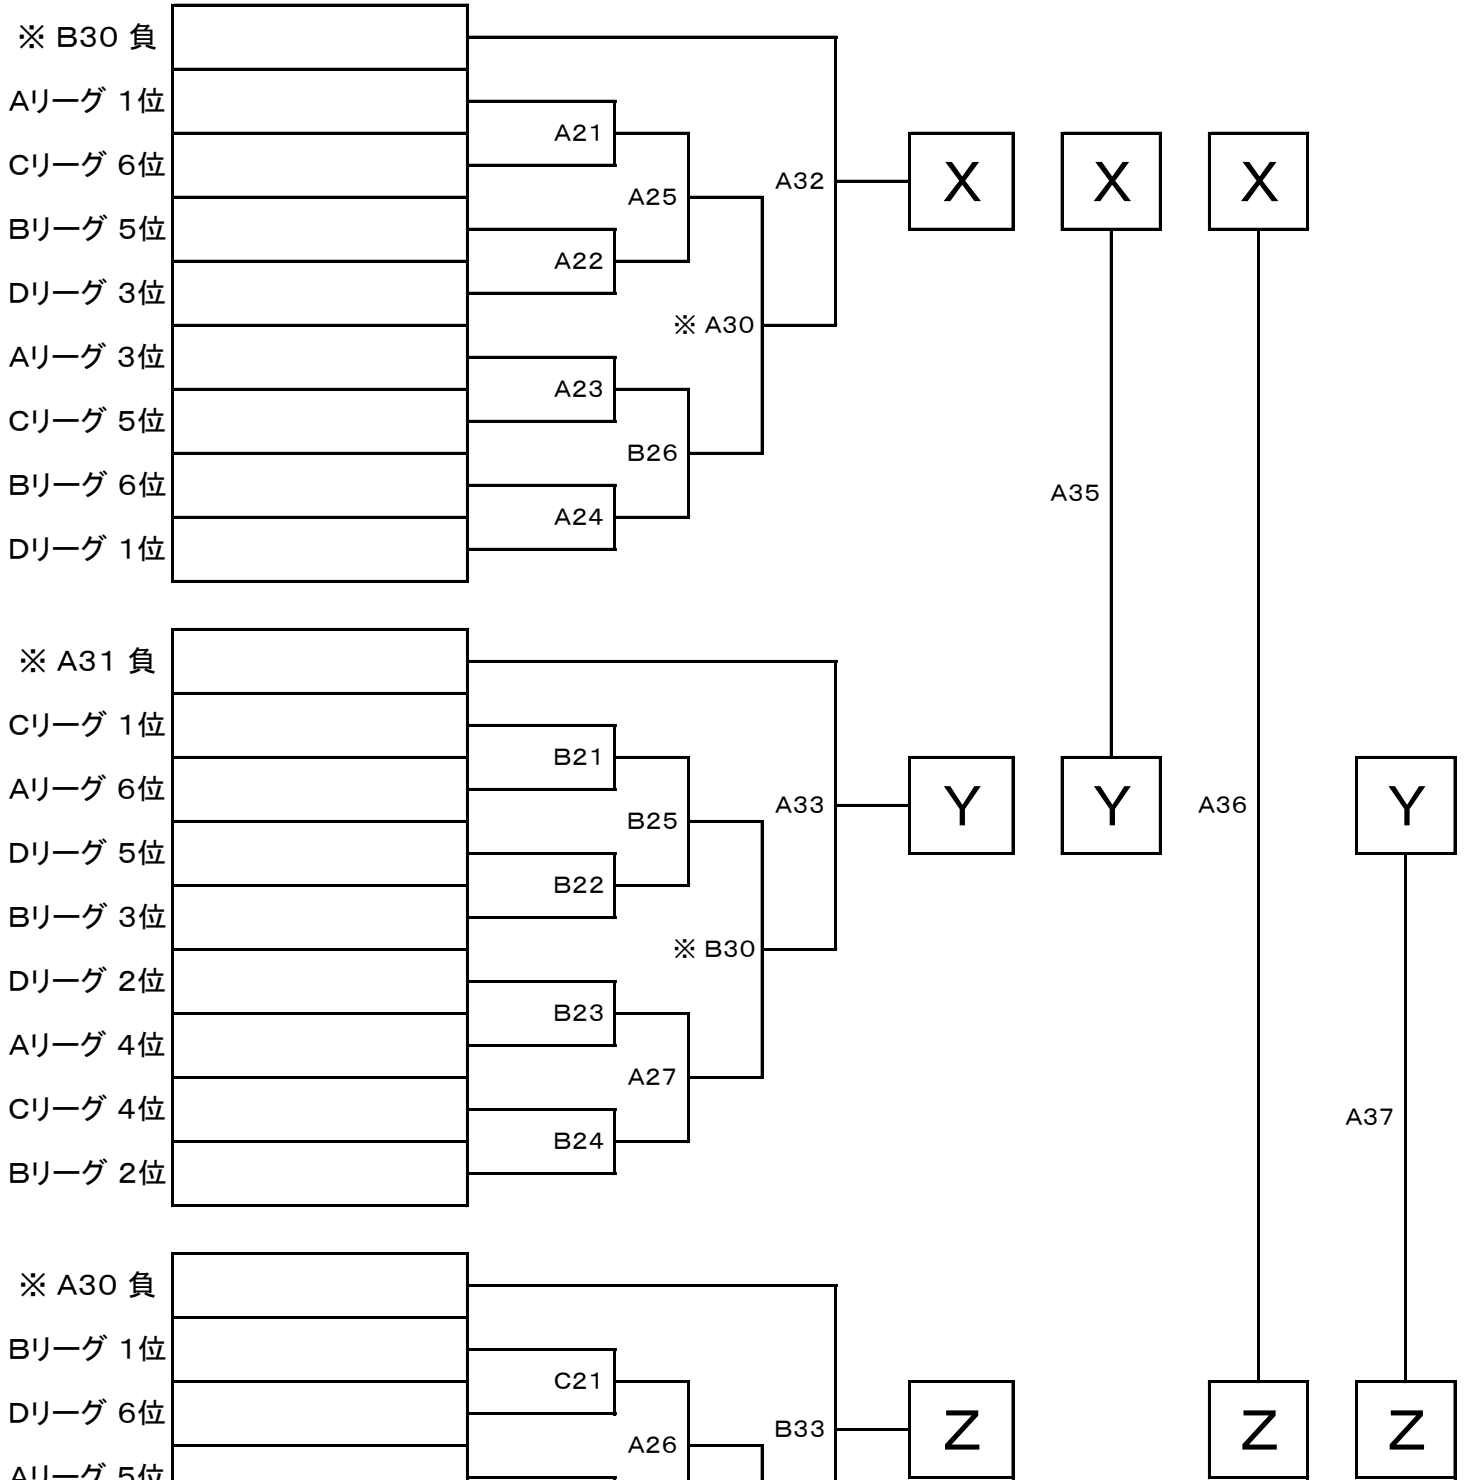 ※ B30 負
Aリーグ 1位
A21
Cリーグ 6位
A25
A32
X
X
X
Bリーグ 5位
A22
Dリーグ 3位
※ A30
Aリーグ 3位
A23
Cリーグ 5位
B26
Bリーグ 6位
A35
A24
Dリーグ 1位
※ A31 負
Cリーグ 1位
B21
Aリーグ 6位
B25
A33
Y
Y
A36
Y
Dリーグ 5位
B22
Bリーグ 3位
※ B30
Dリーグ 2位
B23
Aリーグ 4位
A27
Cリーグ 4位
A37
B24
Bリーグ 2位
※ A30 負
Bリーグ 1位
C21
Dリーグ 6位
A26
B33
Z
Z
Z
Aリーグ 5位